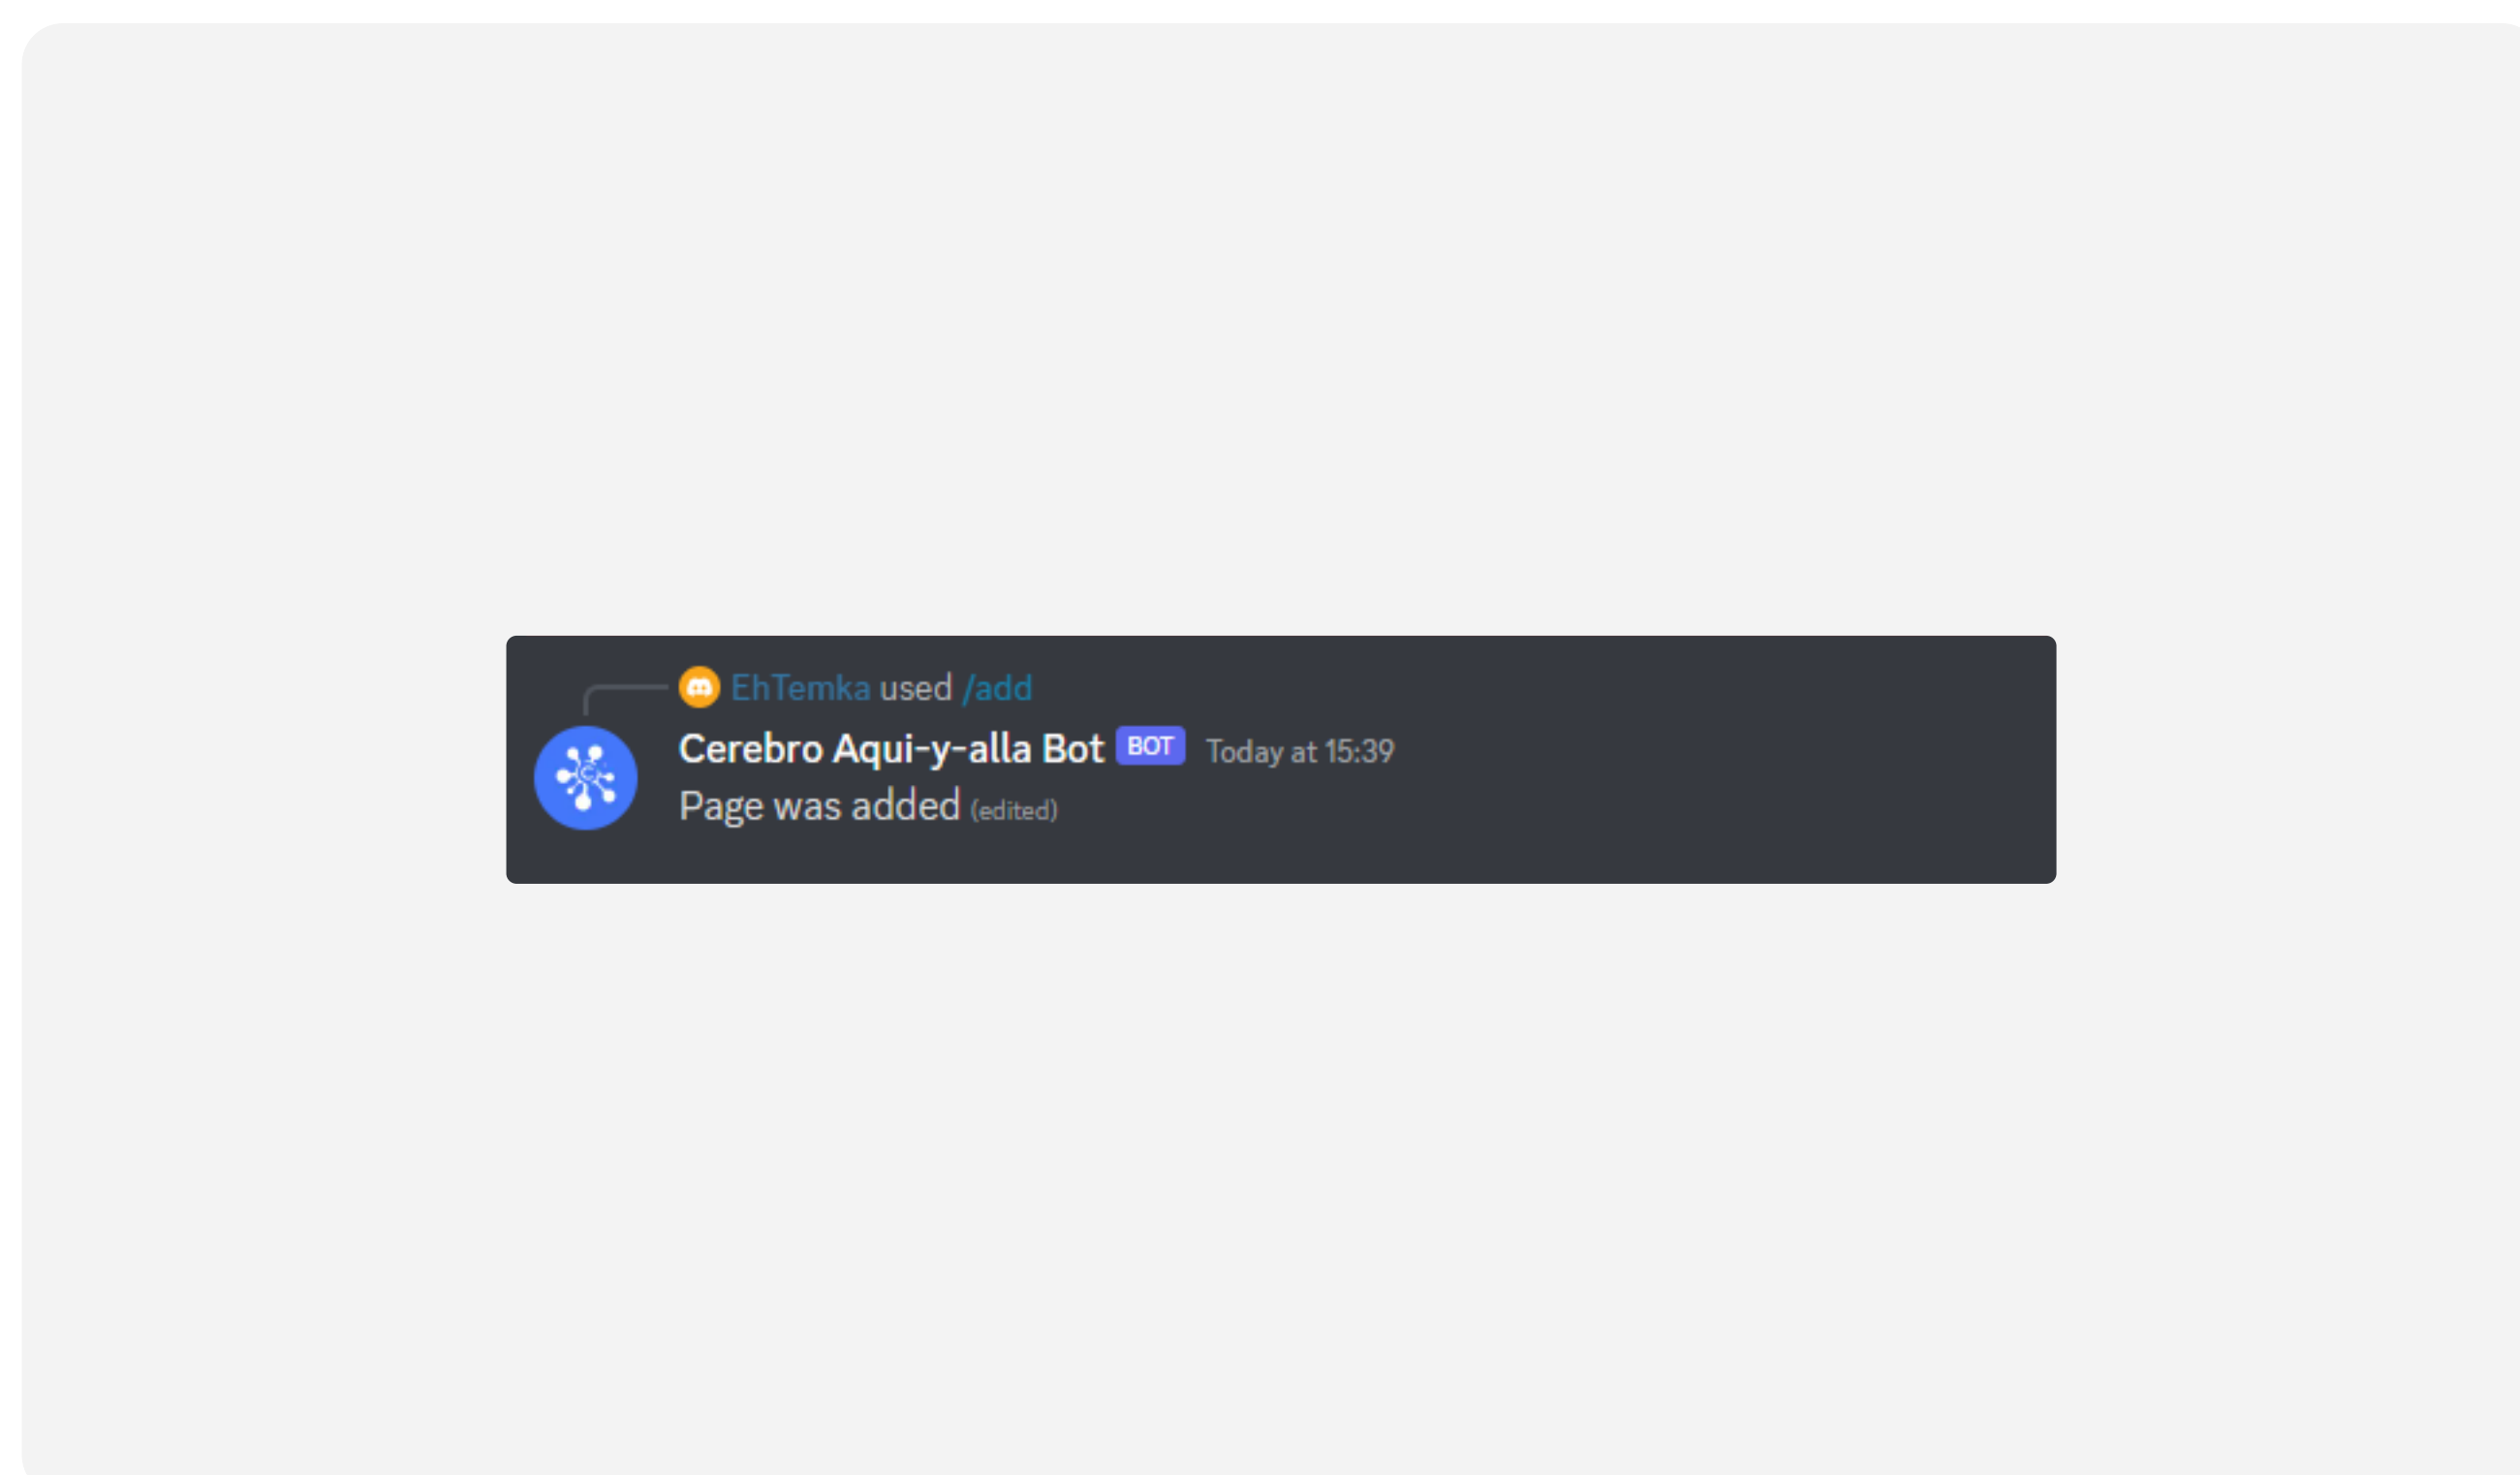 EhTemka used /add
Cerebro Aqui-y-alla Bot BOT Today at 15:39
Page was added (edited)